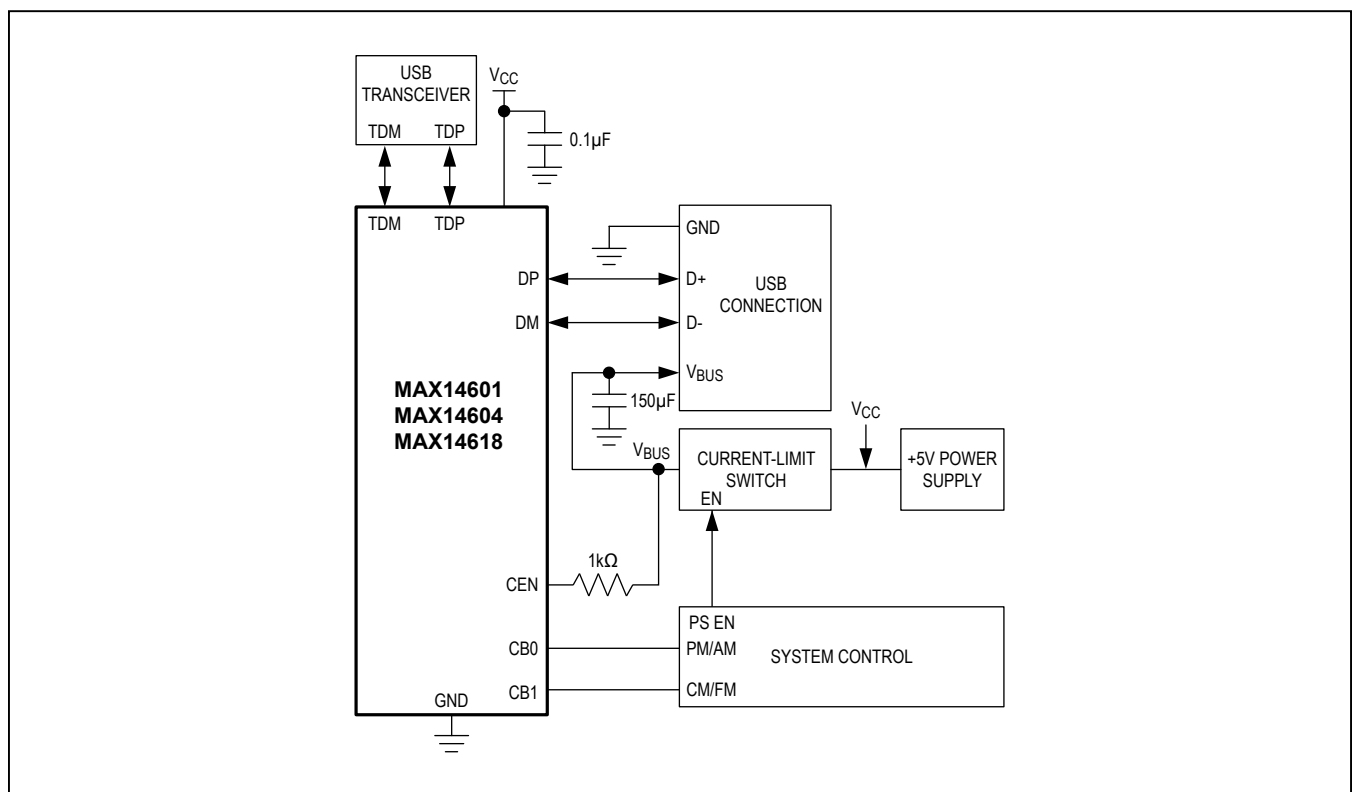 USB
TRANSCEIVER
TDM TDP
VCC
0.1µF
TDM TDP
DP
DM
MAX14601
MAX14604
MAX14618
CEN
CB0
CB1
GND
GND
D+
D-
VBUS
USB
CONNECTION
150µF
VBUS
CURRENT-LIMIT
SWITCH
EN
VCC
+5V POWER
SUPPLY
1kΩ
PS EN
PM/AM
CM/FM
SYSTEM CONTROL